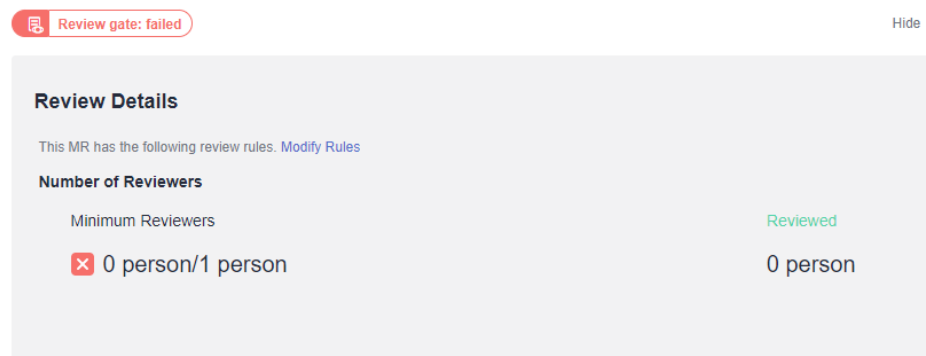 Review gate: failed
Hide
Review Details
This MR has the following review rules. Modify Rules
Number of Reviewers
Minimum Reviewers
Reviewed
0 person/1 person
0 person